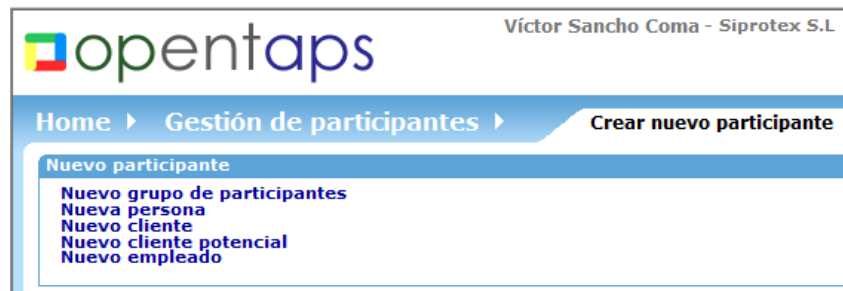 opentaps
Víctor Sancho Coma - Siprotex S.L
Home Gestión de participantes Crear nuevo participante
Nuevo participante
Nuevo grupo de participantes
Nueva persona
Nuevo cliente
Nuevo cliente potencial
Nuevo empleado